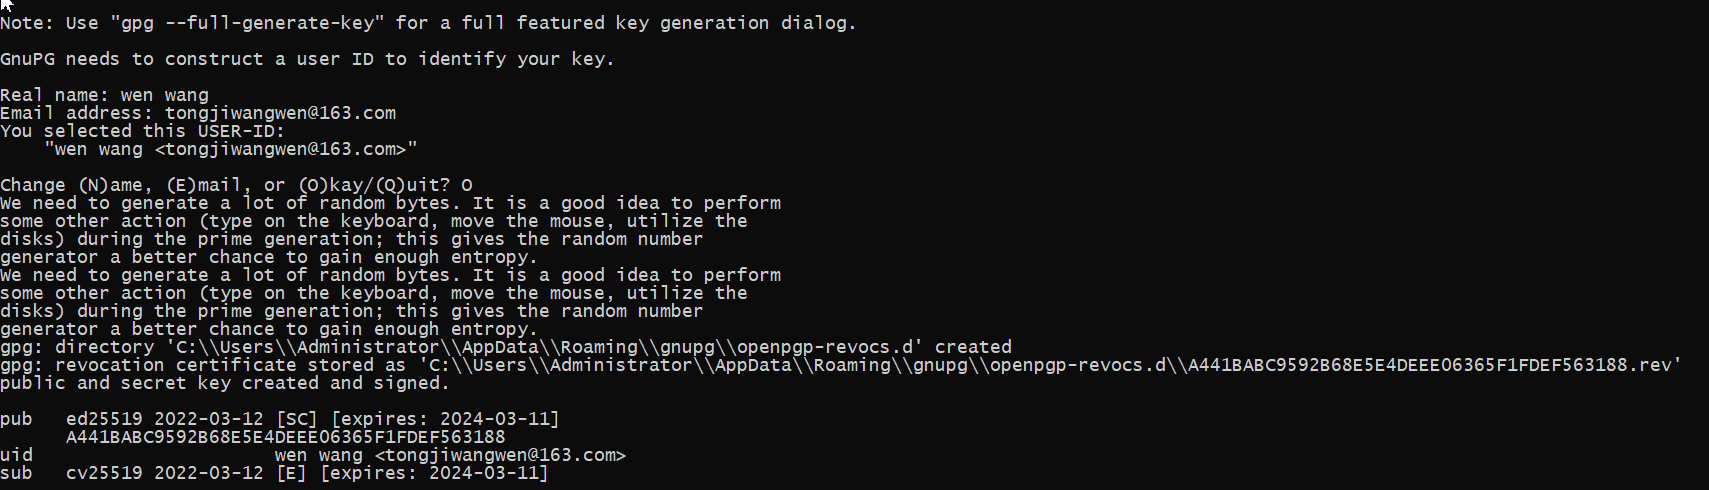 Note: Use "gpg --full-generate-key" for a full featured key generation dialog.
GnuPG needs to construct a user ID to identify your key.
Real name: wen wang
Email address: tongjiwangwen@163.com
You selected this USER-ID:
    "wen wang <tongjiwangwen@163.com>"
Change (N)ame, (E)mail, or (O)kay/(Q)uit? O
We need to generate a lot of random bytes. It is a good idea to perform
some other action (type on the keyboard, move the mouse, utilize the
disks) during the prime generation; this gives the random number
generator a better chance to gain enough entropy.
We need to generate a lot of random bytes. It is a good idea to perform
some other action (type on the keyboard, move the mouse, utilize the
disks) during the prime generation; this gives the random number
generator a better chance to gain enough entropy.
gpg: directory 'C:\\Users\\Administrator\\AppData\\Roaming\\gnupg\\openpgp-revocs.d' created
gpg: revocation certificate stored as 'C:\\Users\\Administrator\\AppData\\Roaming\\gnupg\\openpgp-revocs.d\\A441BABC9592B68E5E4DEEE06365F1FDEF563188.rev'
public and secret key created and signed.
pub   ed25519 2022-03-12 [SC] [expires: 2024-03-11]
      A441BABC9592B68E5E4DEEE06365F1FDEF563188
uid                      wen wang <tongjiwangwen@163.com>
sub   cv25519 2022-03-12 [E] [expires: 2024-03-11]